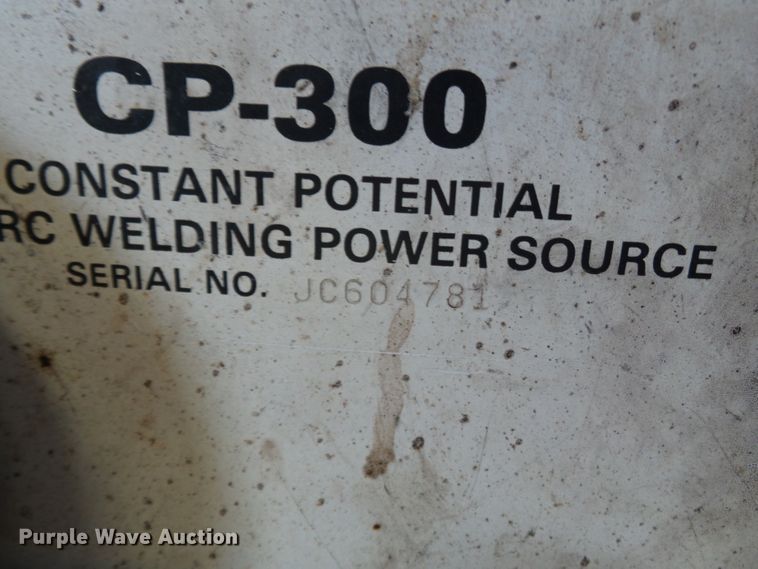 CP-300
CONSTANT POTENTIAL
RC WELDING POWER SOURCE
SERIAL NO. JC604781
Purple Wave Auction